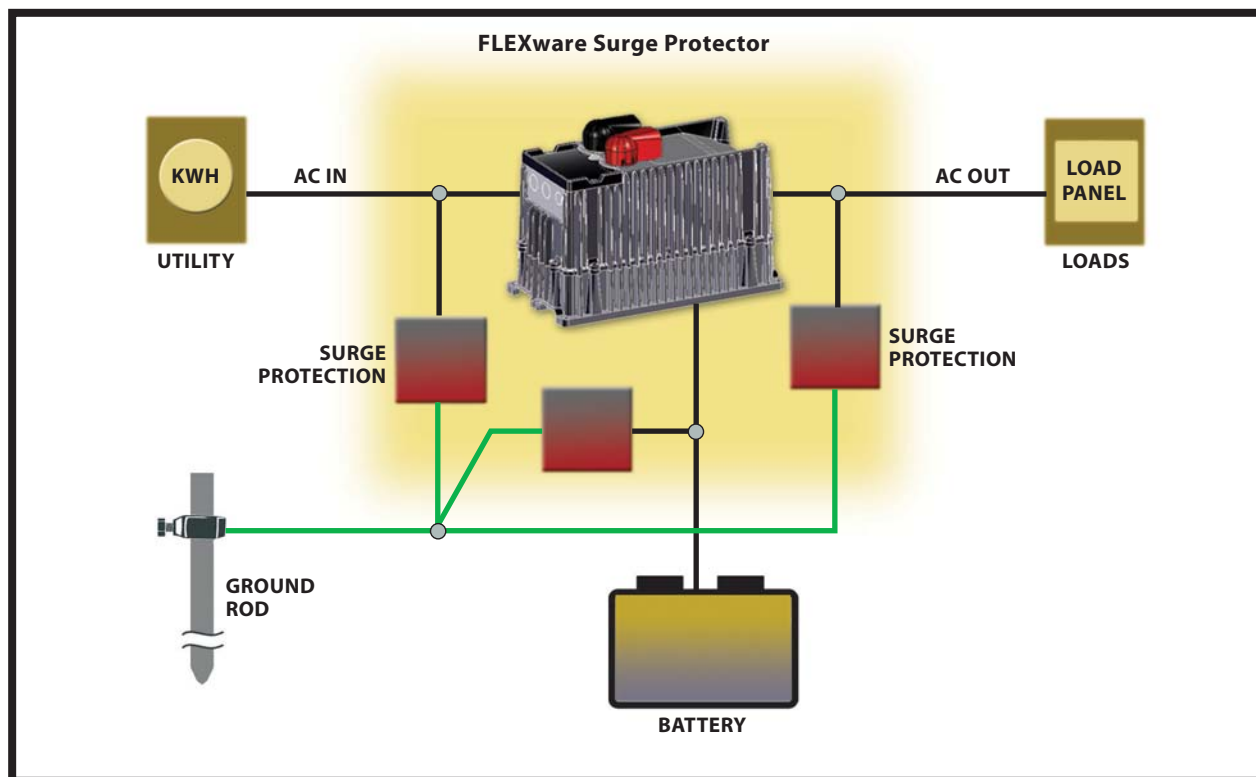 FLEXware Surge Protector
KWH
AC IN
AC OUT
LOAD
PANEL
UTILITY
LOADS
SURGE
PROTECTION
SURGE
PROTECTION
GROUND
ROD
BATTERY